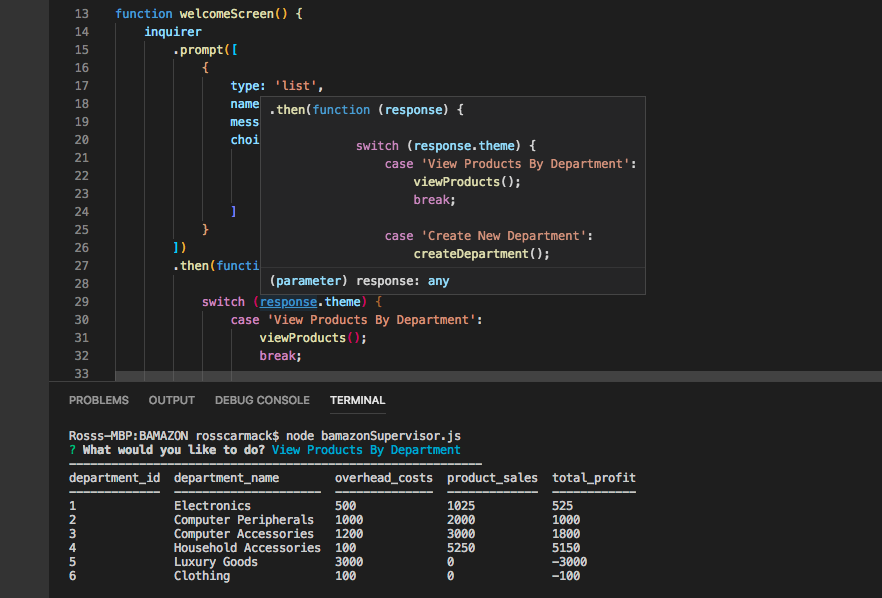 13 function welcomeScreen() {
14 inquirer
15 .prompt([
16 {
17 type: 'list',
18 name
19 mess
20 choi
21
22
23
24 ]
25 }
26 ])
27 .then(functi
28
29 switch (response.theme) {
30 case 'View Products By Department':
31 viewProducts();
32 break;
33
.then(function (response) {
switch (response.theme) {
case 'View Products By Department':
viewProducts();
break;
case 'Create New Department':
createDepartment();
(parameter) response: any
PROBLEMS OUTPUT DEBUG CONSOLE TERMINAL
Rosss-MBP:BAMAZON rosscarmack$ node bamazonSupervisor.js
? What would you like to do? View Products By Department
department_id department_name overhead_costs product_sales total_profit
1 Electronics 500 1025 525
2 Computer Peripherals 1000 2000 1000
3 Computer Accessories 1200 3000 1800
4 Household Accessories 100 5250 5150
5 Luxury Goods 3000 0 -3000
6 Clothing 100 0 -100